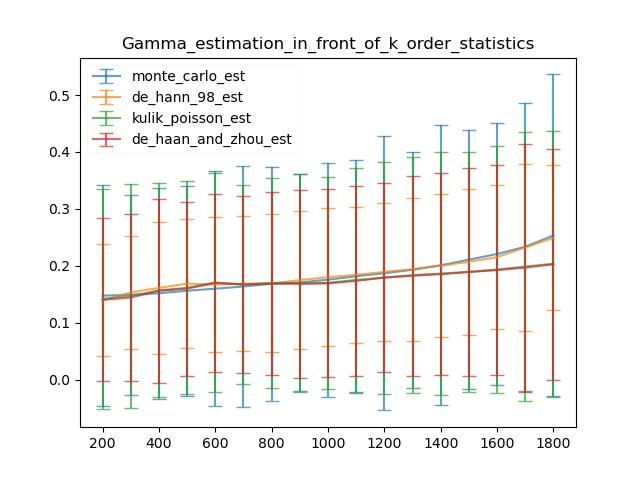 Gamma_estimation_in_front_of_k_order_statistics
monte_carlo_est
de_hann_98_est
kulik_poisson_est
de_haan_and_zhou_est
0.5
0.4
0.3
0.2
0.1
0.0
200 400 600 800 1000 1200 1400 1600 1800